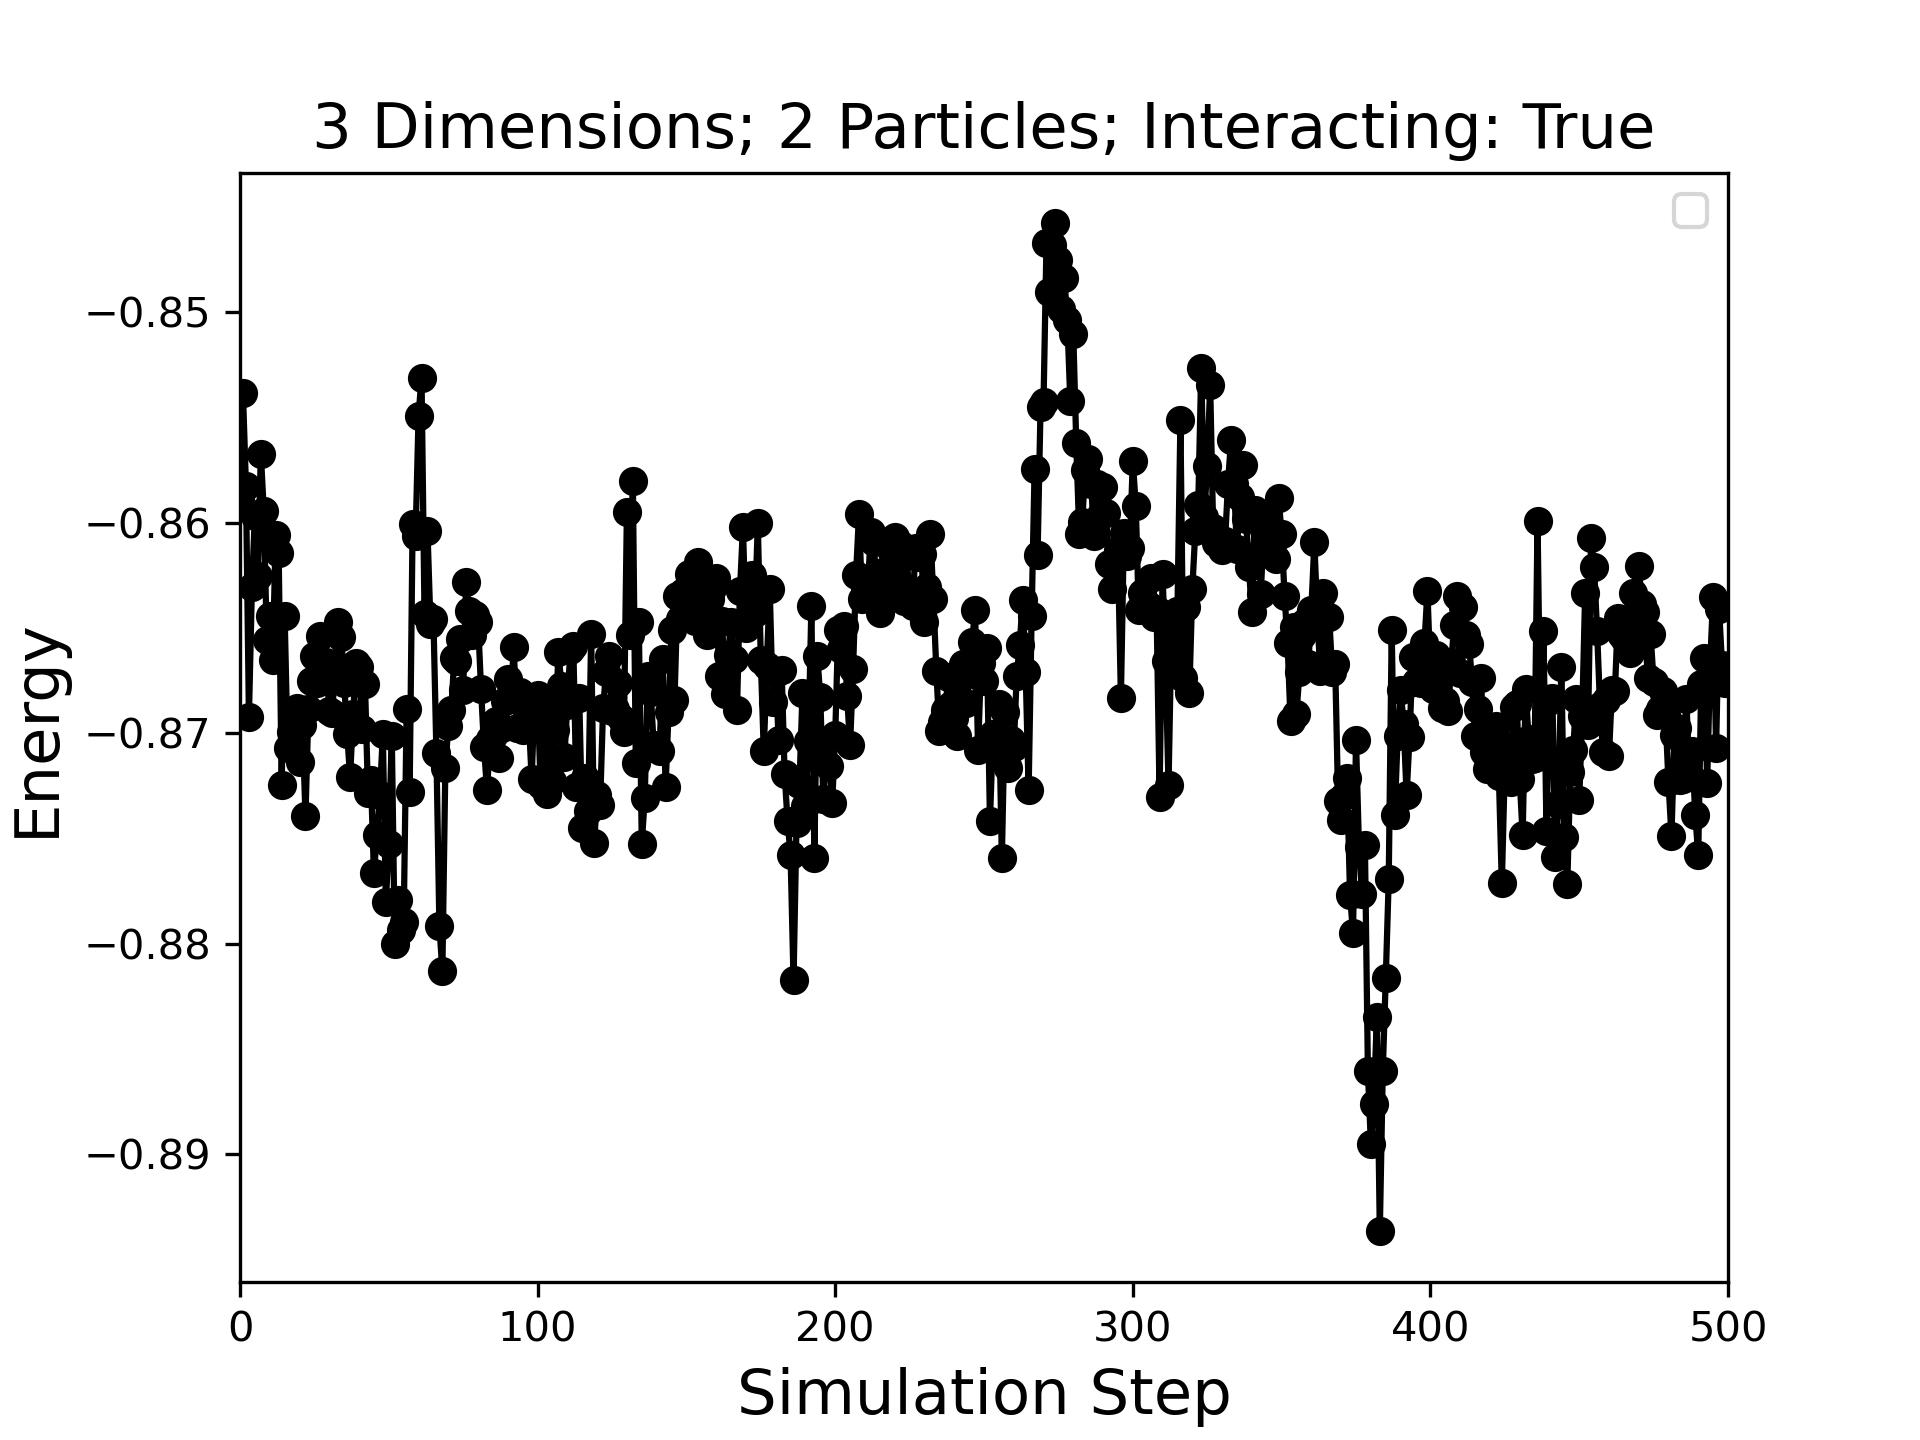 3 Dimensions; 2 Particles; Interacting: True
Energy
−0.85
−0.86
−0.87
−0.88
−0.89
0 100 200 300 400 500
Simulation Step